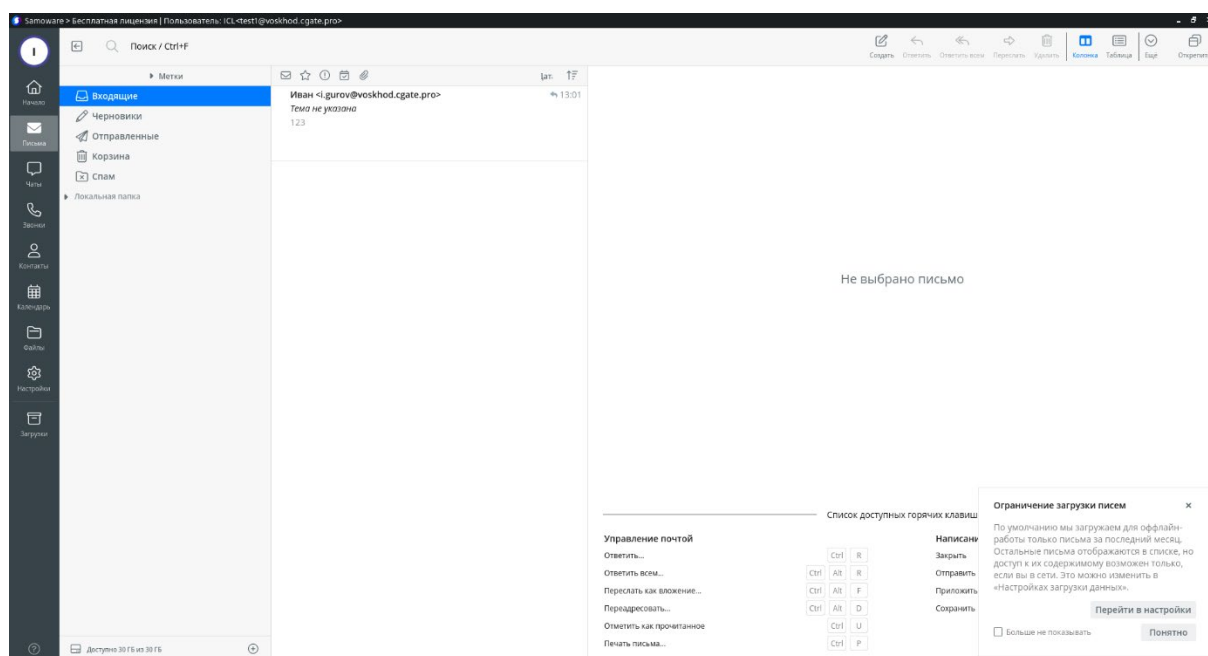 Samoware > Бесплатная лицензия | Пользователь: ICL<test1@voskhod.cgate.pro>
I
Поиск / Ctrl+F
Создать Ответить Ответить всем Переслать Удалить Колонка Таблица Ещё
Начало
Письма
Чаты
Звонки
Контакты
Календарь
Файлы
Настройки
Загрузки
Метки
Входящие
Черновики
Отправленные
Корзина
Спам
Локальная папка
Доступно 30 ГБ из 30 ГБ
Иван <i.gurov@voskhod.cgate.pro> 13:01
Тема не указана
123
Не выбрано письмо
Список доступных горячих клавиш
Управление почтой
Ответить... Ctrl R
Ответить всем... Ctrl Alt R
Переслать как вложение... Ctrl Alt F
Переадресовать... Ctrl Alt D
Отметить как прочитанное Ctrl U
Печать письма... Ctrl P
Написани
Закрыть
Отправить
Приложить
Сохранить
Ограничение загрузки писем
По умолчанию мы загружаем для оффлайн-
работы только письма за последний месяц.
Остальные письма отображаются в списке, но
доступ к их содержимому возможен только,
если вы в сети. Это можно изменить в
«Настройках загрузки данных».
Перейти в настройки
Больше не показывать
Понятно